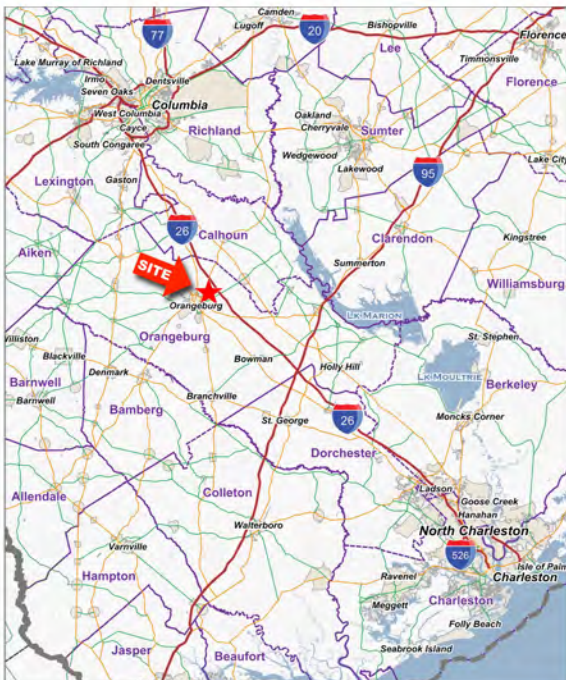 Camden
Lugoff
77
20
Bishopville
Lee
Florence
Timmonsville
Lake Murray of Richland
Irmo
Dentsville
Seven Oaks
Columbia
Florence
West Columbia
Cayce
Richland
Oakland
Cherryvale
Sumter
South Congaree
Wedgewood
Lake City
Lexington
Gaston
Lakewood
95
26
Calhoun
Clarendon
Kingstree
Aiken
SITE
Summerton
Williamsburg
Orangeburg
LK MARION
Orangeburg
St. Stephen
Williston
Blackville
Bowman
Holly Hill
LK MOULTRIE
Denmark
Barnwell
Barnwell
Branchville
Berkeley
Bamberg
St. George
26
Moncks Corner
Dorchester
Allendale
Colleton
Ladson
Goose Creek
Hanahan
Walterboro
North Charleston
Varnville
526
Isle of Palm
Ravenel
Charleston
Hampton
Meggett
Charleston
Folly Beach
Jasper
Beaufort
Seabrook Island